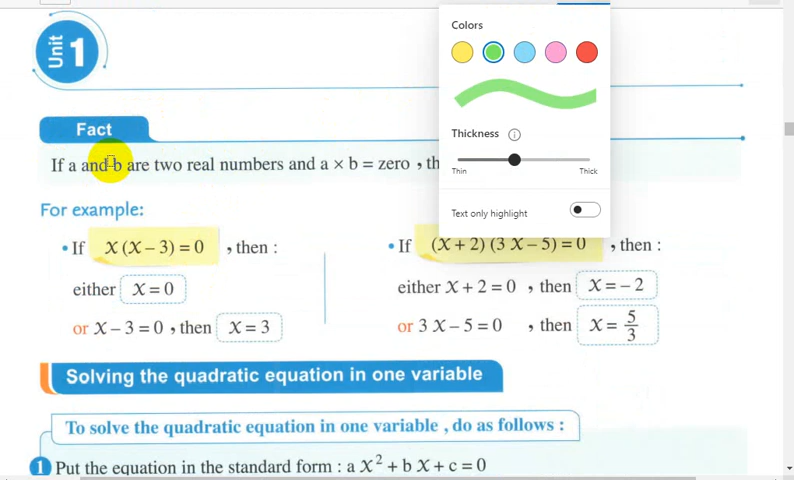 Unit 1
Colors
Thickness
Thin Thick
Text only highlight
Fact
If a and b are two real numbers and a × b = zero , th
For example:
• If X (X – 3) = 0 , then :
either X = 0
or X – 3 = 0 , then X = 3
• If (X + 2) (3 X – 5) = 0 , then :
either X + 2 = 0 , then X = – 2
or 3 X – 5 = 0 , then X = 5/3
Solving the quadratic equation in one variable
To solve the quadratic equation in one variable , do as follows :
1 Put the equation in the standard form : a X² + b X + c = 0